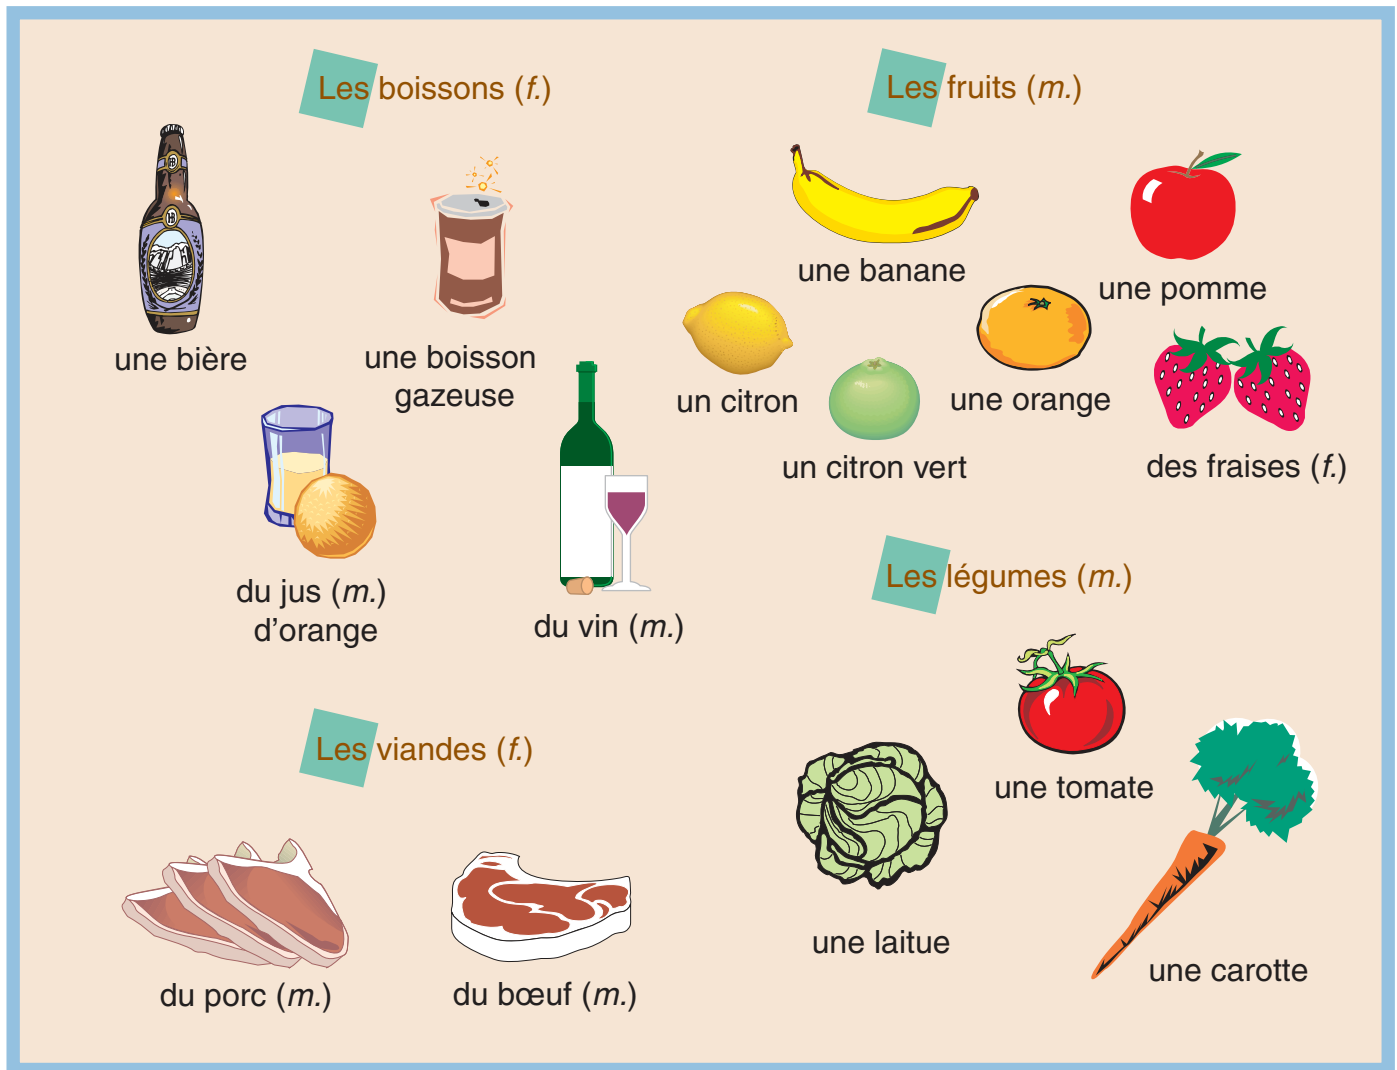 Les boissons (f.)
une bière
une boisson
gazeuse
du jus (m.)
d'orange
du vin (m.)
Les fruits (m.)
une banane
une pomme
un citron
une orange
un citron vert
des fraises (f.)
Les viandes (f.)
du porc (m.)
du bœuf (m.)
Les légumes (m.)
une tomate
une laitue
une carotte